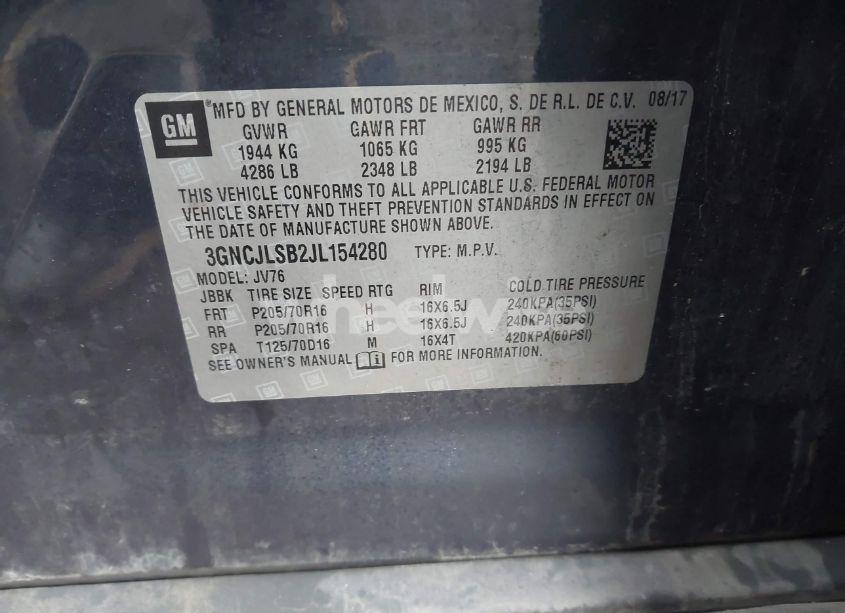 GM
®MFD BY GENERAL MOTORS DE MEXICO, S. DE R.L. DE C.V. 08/17
GVWR GAWR FRT GAWR RR
1944 KG 1065 KG 995 KG
4286 LB 2348 LB 2194 LB
THIS VEHICLE CONFORMS TO ALL APPLICABLE U.S. FEDERAL MOTOR
VEHICLE SAFETY AND THEFT PREVENTION STANDARDS IN EFFECT ON
THE DATE OF MANUFACTURE SHOWN ABOVE.
3GNCJLSB2JL154280 TYPE: M.P.V.
MODEL: JV76
JBBK TIRE SIZE SPEED RTG RIM COLD TIRE PRESSURE
FRT P205/70R16 H 16X6.5J 240KPA(35PSI)
RR P205/70R16 H 16X6.5J 240KPA(35PSI)
SPA T125/70D16 M 16X4T 420KPA(60PSI)
SEE OWNER'S MANUAL FOR MORE INFORMATION.